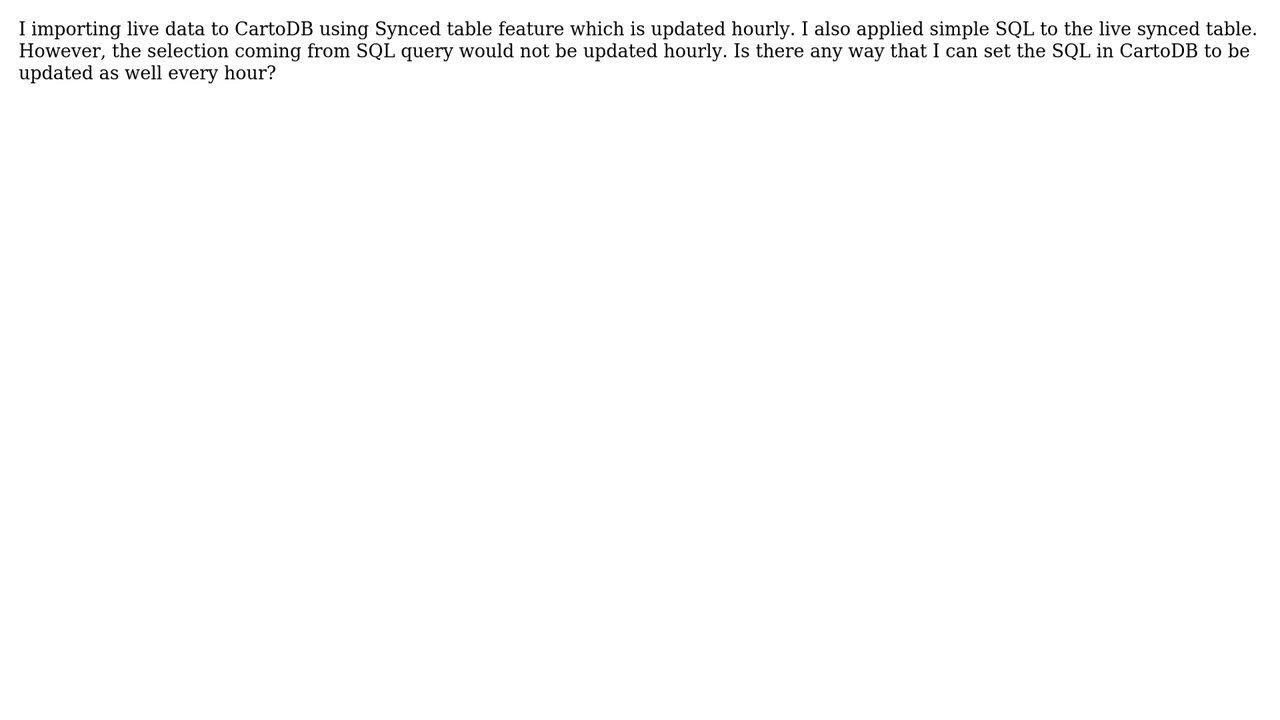 I importing live data to CartoDB using Synced table feature which is updated hourly. I also applied simple SQL to the live synced table.
However, the selection coming from SQL query would not be updated hourly. Is there any way that I can set the SQL in CartoDB to be
updated as well every hour?